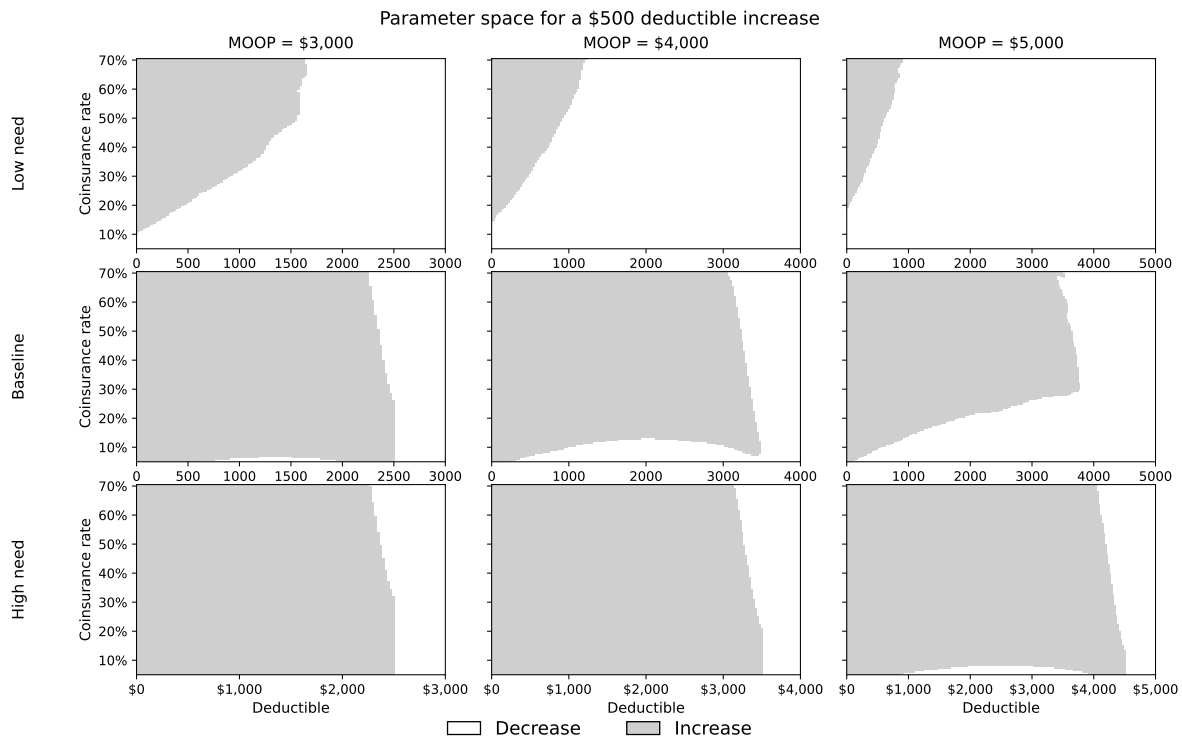 Parameter space for a $500 deductible increase
MOOP = $3,000 MOOP = $4,000 MOOP = $5,000
Low need
Coinsurance rate
70%
60%
50%
40%
30%
20%
10%
0 500 1000 1500 2000 2500 3000
0 1000 2000 3000 4000
0 1000 2000 3000 4000 5000
Baseline
Coinsurance rate
70%
60%
50%
40%
30%
20%
10%
0 500 1000 1500 2000 2500 3000
0 1000 2000 3000 4000
0 1000 2000 3000 4000 5000
High need
Coinsurance rate
70%
60%
50%
40%
30%
20%
10%
$0 $1,000 $2,000 $3,000
$0 $1,000 $2,000 $3,000 $4,000
$0 $1,000 $2,000 $3,000 $4,000 $5,000
Deductible Deductible Deductible
Decrease Increase